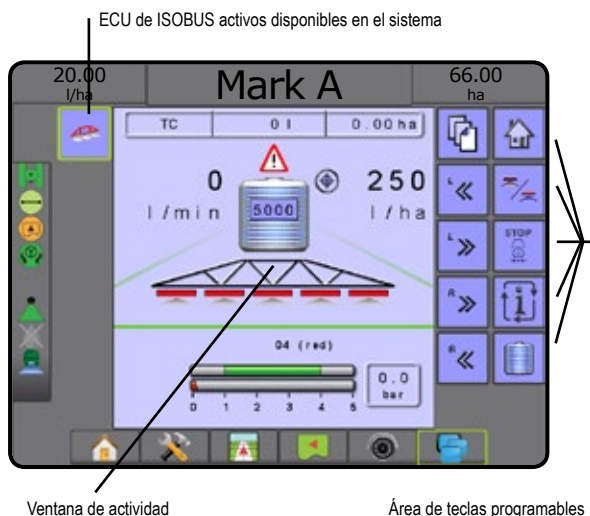 ECU de ISOBUS activos disponibles en el sistema
20.00 Mark A 66.00
l/ha ha
TC 0 l 0.00 ha
0 250
l/min 5000 l/ha
L
STOP
L
R
i
R
04 (red)
0.0
bar
0 1 2 3 4 5
Ventana de actividad Área de teclas programables